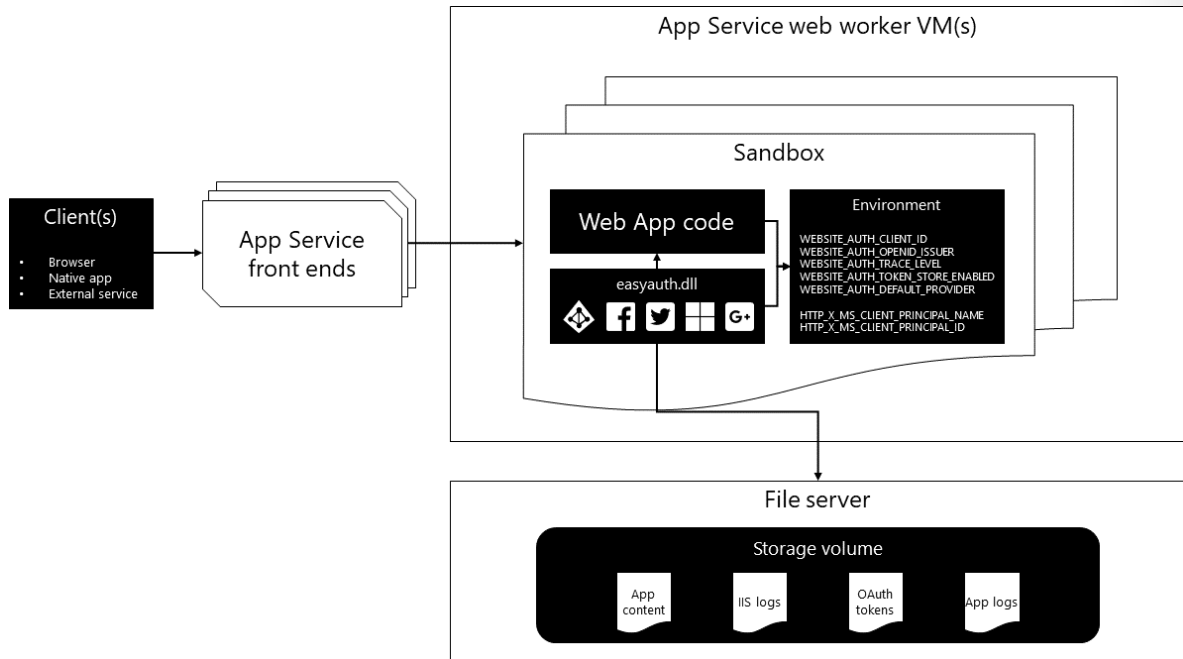 App Service web worker VM(s)
Sandbox
Client(s)
• Browser
• Native app
• External service
App Service
front ends
Web App code
easyauth.dll
G+
Environment
WEBSITE_AUTH_CLIENT_ID
WEBSITE_AUTH_OPENID_ISSUER
WEBSITE_AUTH_TRACE_LEVEL
WEBSITE_AUTH_TOKEN_STORE_ENABLED
WEBSITE_AUTH_DEFAULT_PROVIDER
HTTP_X_MS_CLIENT_PRINCIPAL_NAME
HTTP_X_MS_CLIENT_PRINCIPAL_ID
File server
Storage volume
App
content
IIS logs
OAuth
tokens
App logs